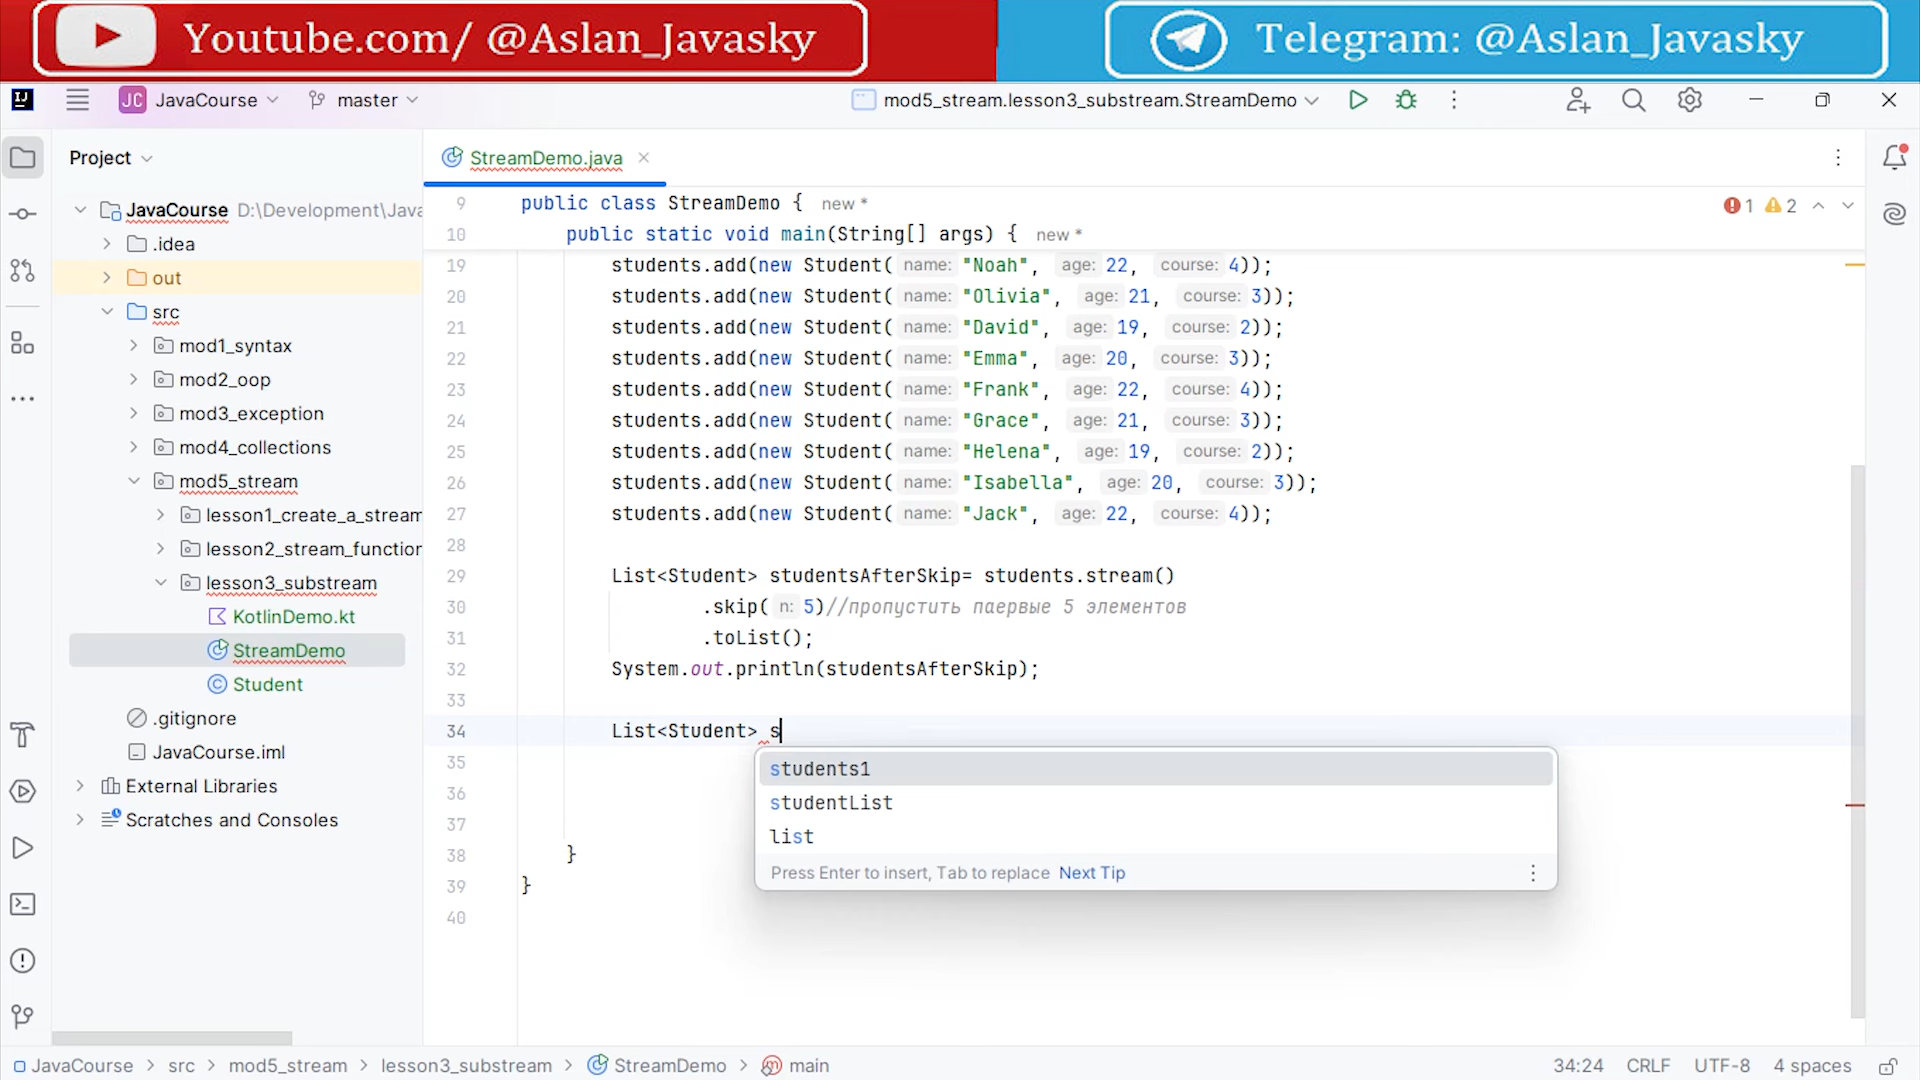 Youtube.com/ @Aslan_Javasky
Telegram: @Aslan_Javasky
JC JavaCourse
master
mod5_stream.lesson3_substream.StreamDemo
Project
StreamDemo.java
JavaCourse D:\Development\Java
.idea
out
src
mod1_syntax
mod2_oop
mod3_exception
mod4_collections
mod5_stream
lesson1_create_a_stream
lesson2_stream_function
lesson3_substream
KotlinDemo.kt
StreamDemo
Student
.gitignore
JavaCourse.iml
External Libraries
Scratches and Consoles
9 public class StreamDemo { new *
10 public static void main(String[] args) { new *
1 2
19 students.add(new Student( name: "Noah", age: 22, course: 4));
20 students.add(new Student( name: "Olivia", age: 21, course: 3));
21 students.add(new Student( name: "David", age: 19, course: 2));
22 students.add(new Student( name: "Emma", age: 20, course: 3));
23 students.add(new Student( name: "Frank", age: 22, course: 4));
24 students.add(new Student( name: "Grace", age: 21, course: 3));
25 students.add(new Student( name: "Helena", age: 19, course: 2));
26 students.add(new Student( name: "Isabella", age: 20, course: 3));
27 students.add(new Student( name: "Jack", age: 22, course: 4));
28
29 List<Student> studentsAfterSkip= students.stream()
30 .skip( n: 5)//пропустить паервые 5 элементов
31 .toList();
32 System.out.println(studentsAfterSkip);
33
34 List<Student> s
35
36
37
38 }
39 }
40
students1
studentList
list
Press Enter to insert, Tab to replace Next Tip
JavaCourse > src > mod5_stream > lesson3_substream > StreamDemo > main
34:24 CRLF UTF-8 4 spaces